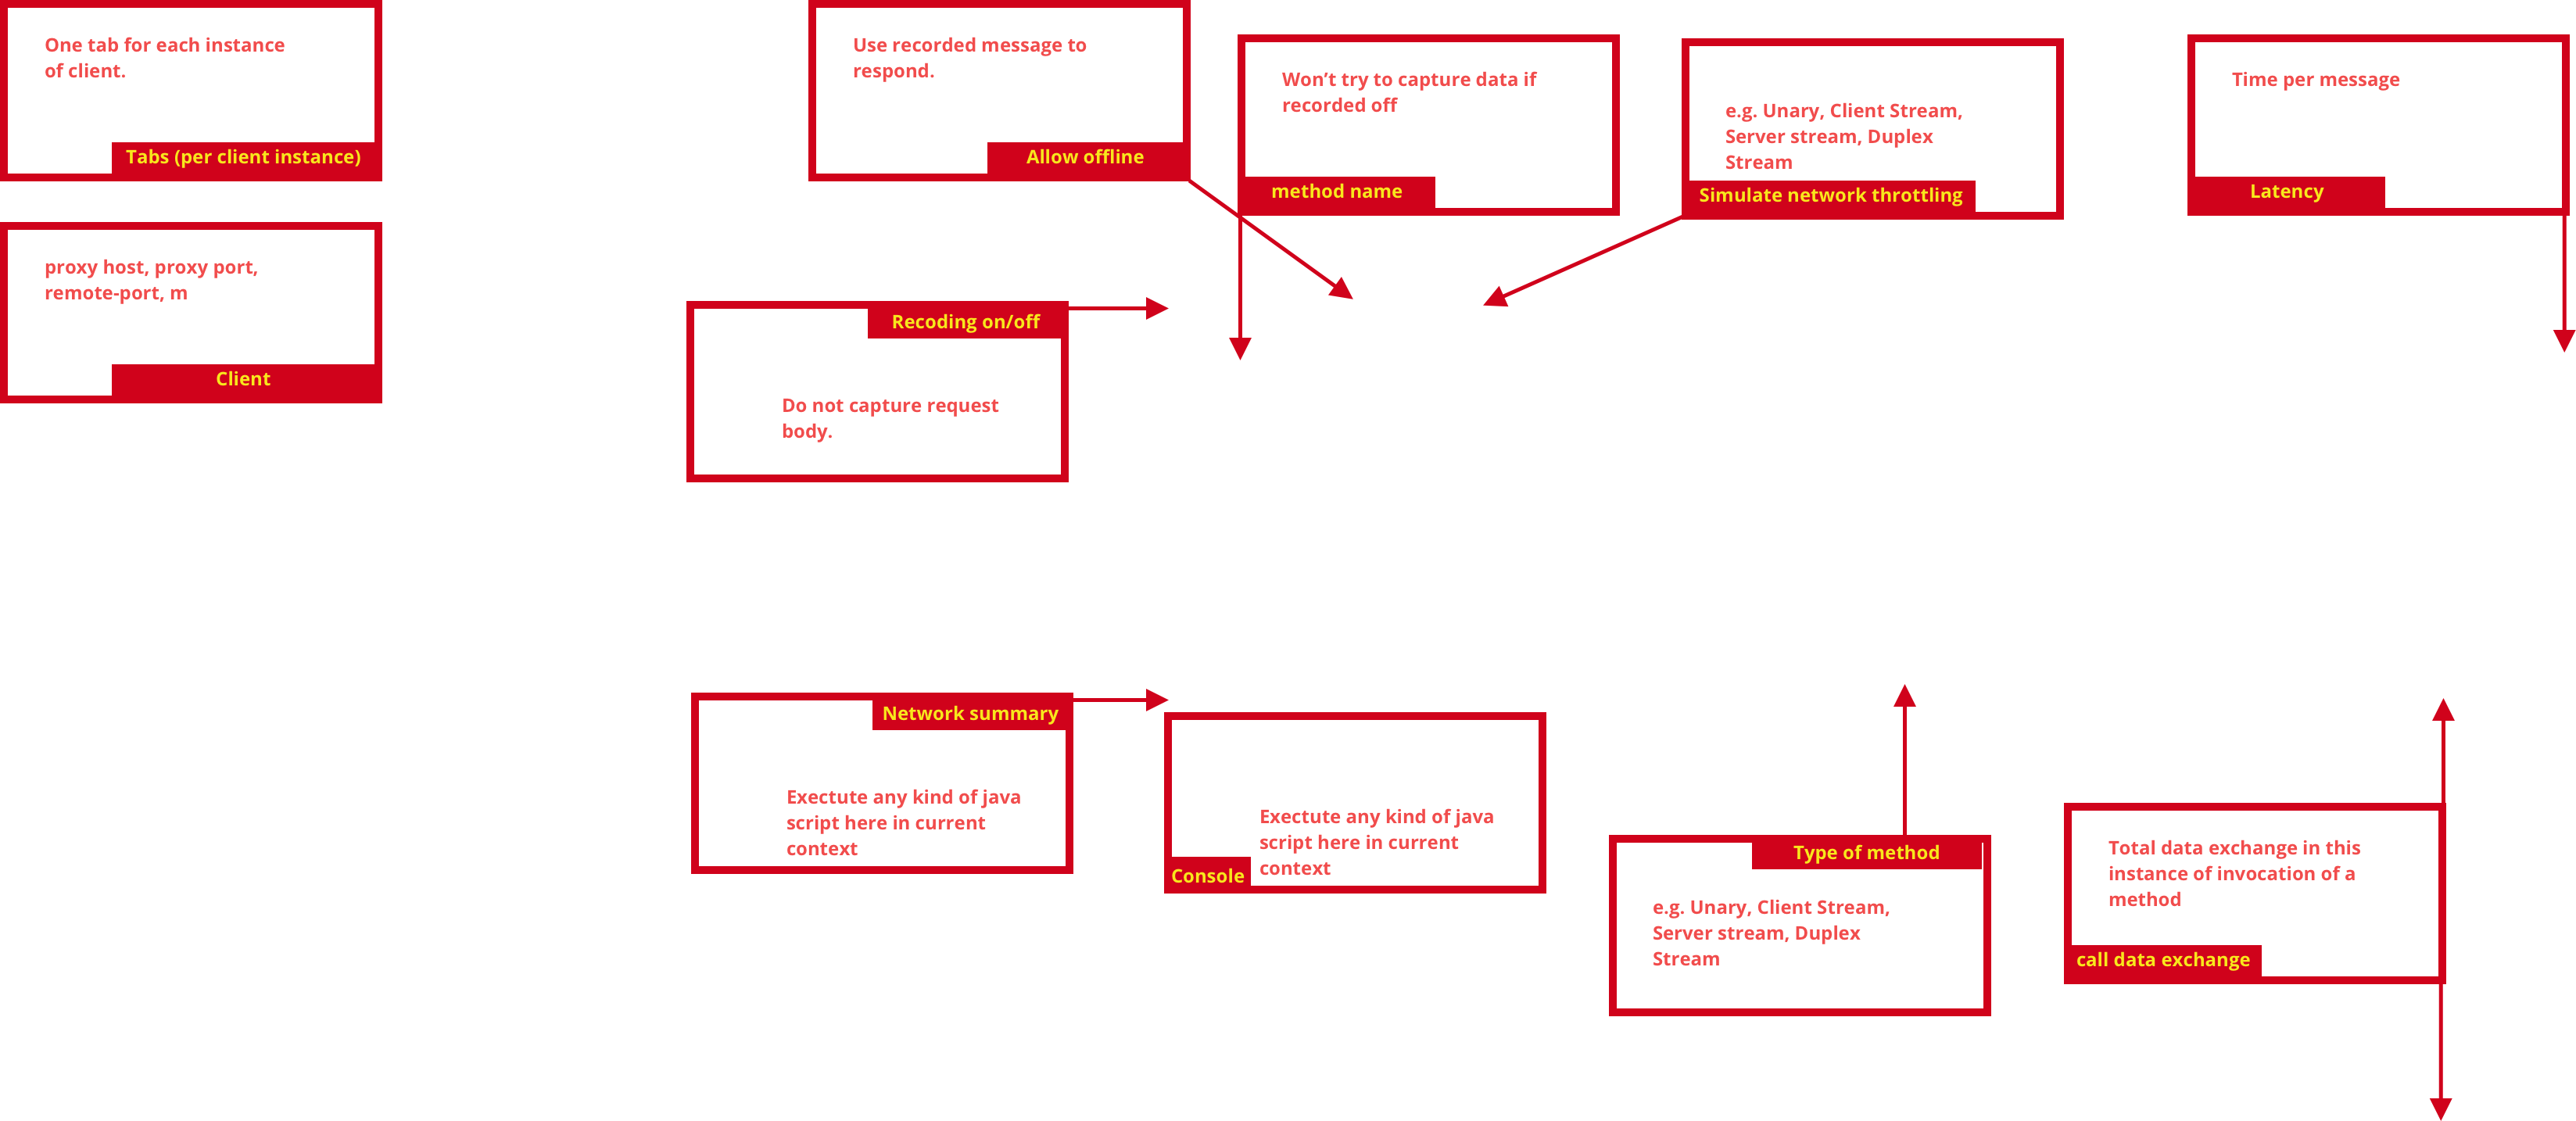 One tab for each instance
of client.
Tabs (per client instance)
Use recorded message to
respond.
Allow offline
Won’t try to capture data if
recorded off
method name
e.g. Unary, Client Stream,
Server stream, Duplex
Stream
Simulate network throttling
Time per message
Latency
proxy host, proxy port,
remote-port, m
Client
Recoding on/off
Do not capture request
body.
Network summary
Exectute any kind of java
script here in current
context
Exectute any kind of java
script here in current
context
Console
Type of method
e.g. Unary, Client Stream,
Server stream, Duplex
Stream
Total data exchange in this
instance of invocation of a
method
call data exchange